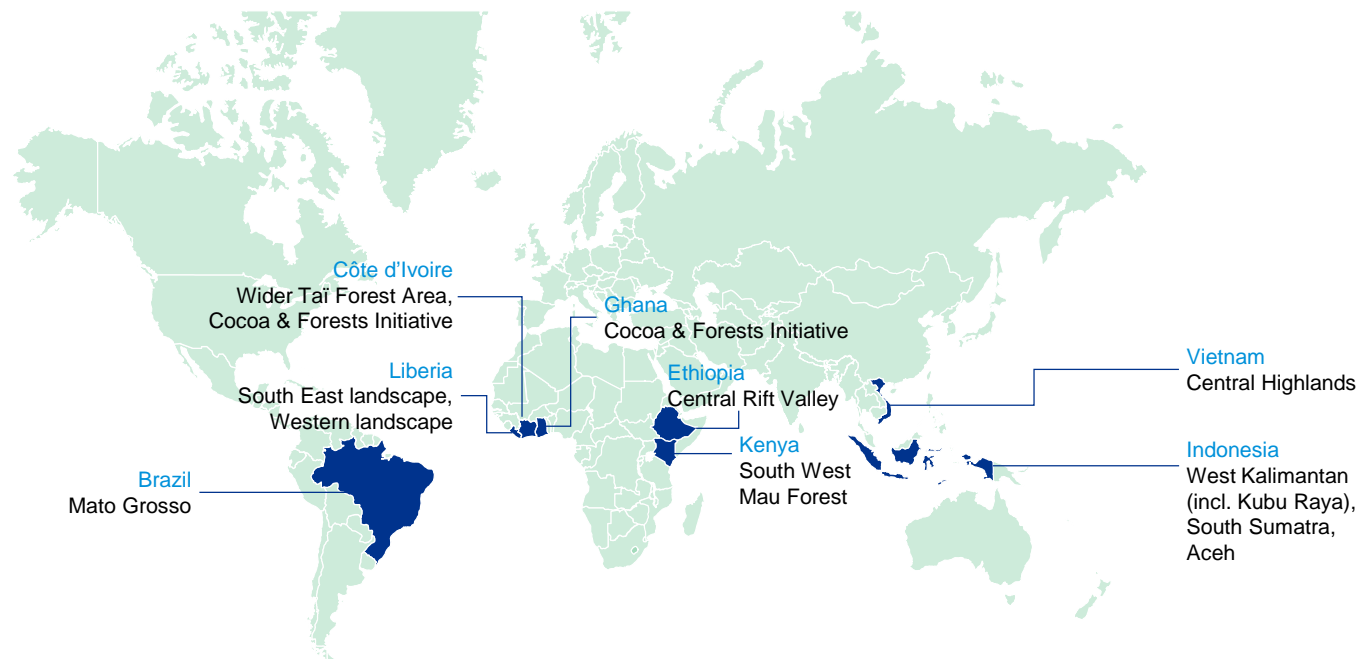 Côte d’Ivoire
Wider Taï Forest Area,
Cocoa & Forests Initiative
Ghana
Cocoa & Forests Initiative
Liberia
South East landscape,
Western landscape
Ethiopia
Central Rift Valley
Vietnam
Central Highlands
Kenya
South West
Mau Forest
Indonesia
West Kalimantan
(incl. Kubu Raya),
South Sumatra,
Aceh
Brazil
Mato Grosso